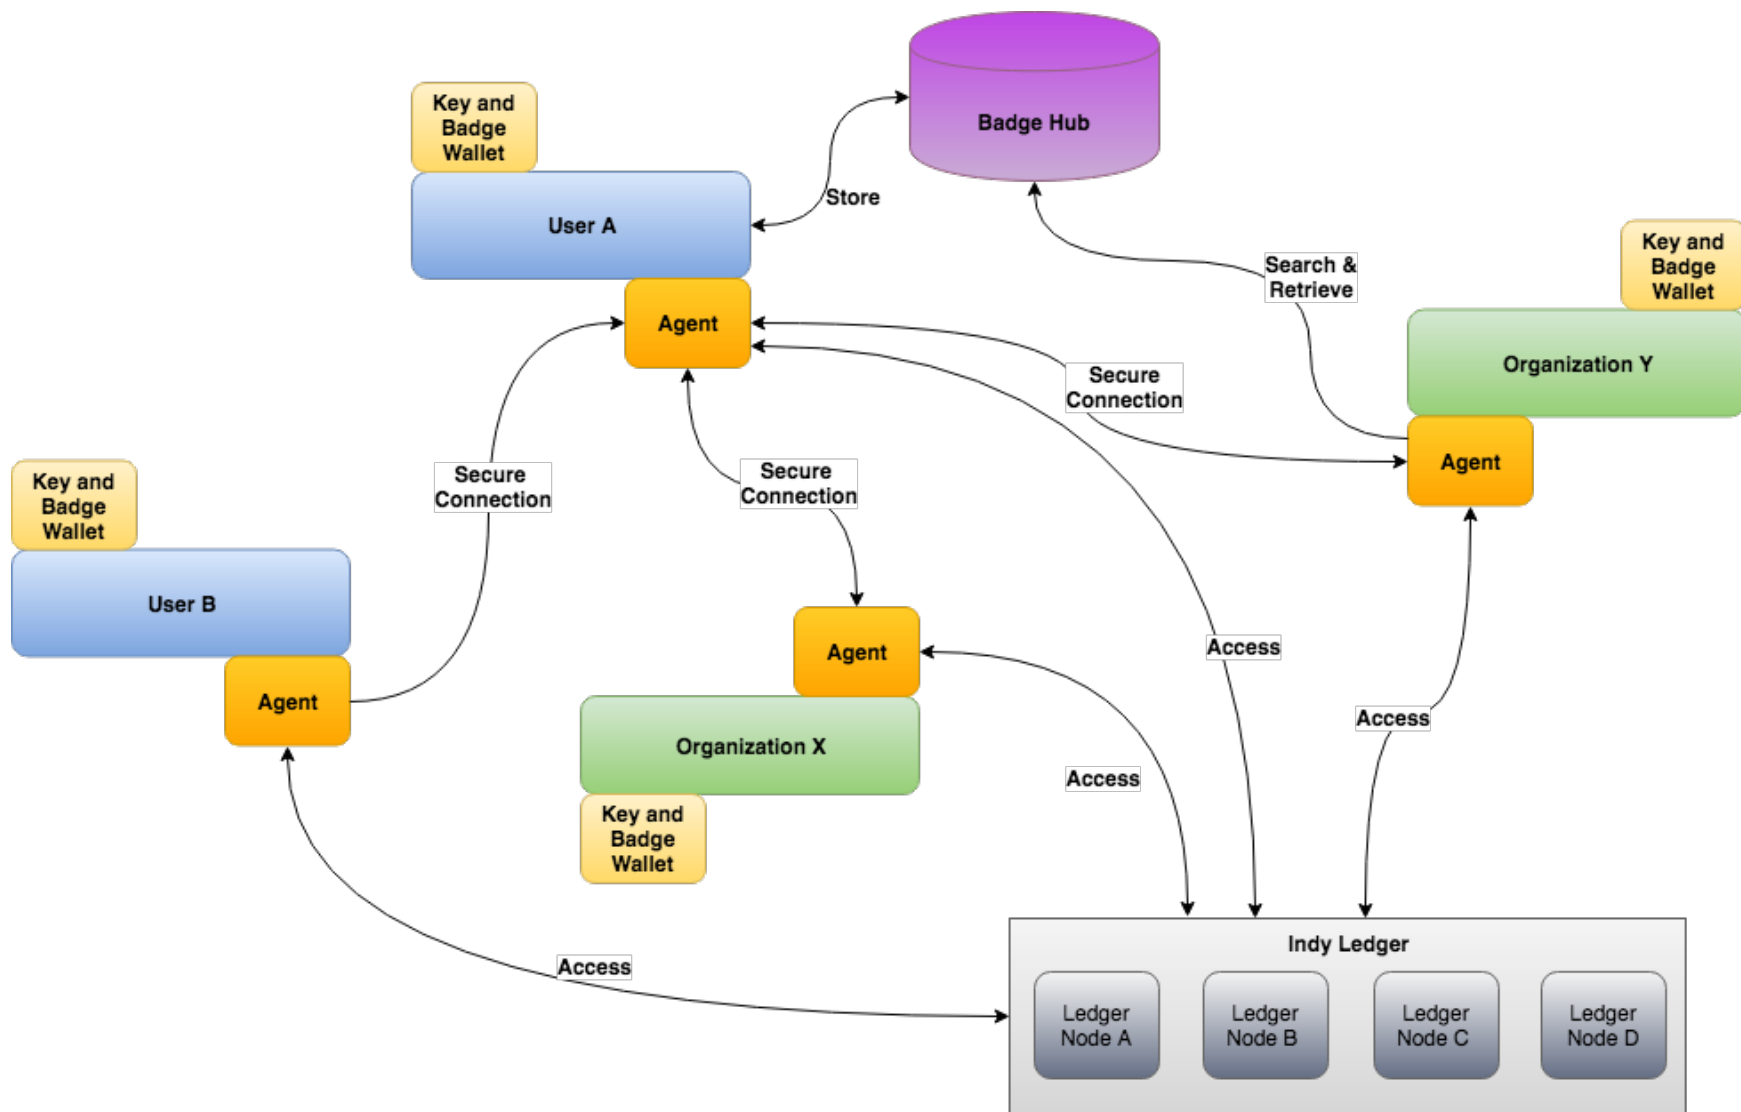 Key and
Badge
Wallet
Badge Hub
User A
Store
Key and
Badge
Wallet
Search &
Retrieve
Agent
Organization Y
Secure
Connection
Agent
Key and
Badge
Wallet
Secure
Connection
Secure
Connection
User B
Agent
Access
Agent
Access
Organization X
Access
Key and
Badge
Wallet
Access
Indy Ledger
Ledger
Node A
Ledger
Node B
Ledger
Node C
Ledger
Node D